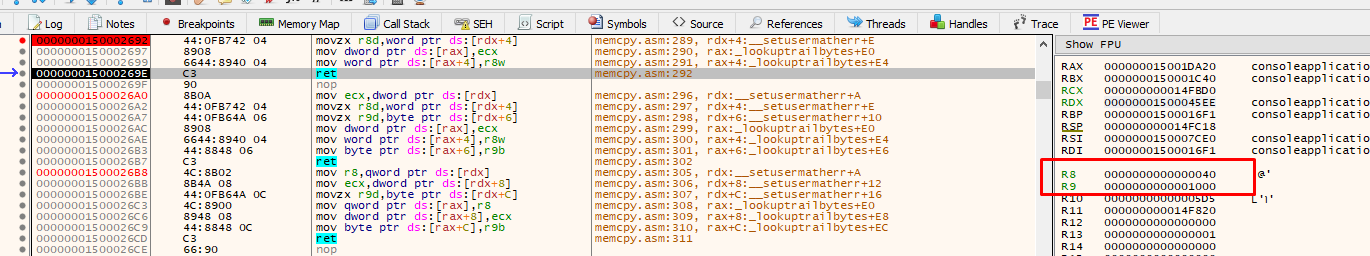 Log Notes Breakpoints Memory Map Call Stack SEH Script Symbols Source References Threads Handles Trace PE PE Viewer
0000000150002692 44:0FB742 04 movzx r8d,word ptr ds:[rdx+4] memcpy.asm:289, rdx+4:__setusermatherr+E
0000000150002697 8908 mov dword ptr ds:[rax],ecx memcpy.asm:290, rax:_lookuptrailbytes+E0
0000000150002699 6644:8940 04 mov word ptr ds:[rax+4],r8w memcpy.asm:291, rax+4:_lookuptrailbytes+E4
000000015000269E C3 ret memcpy.asm:292
000000015000269F 90 nop
00000001500026A0 8B0A mov ecx,dword ptr ds:[rdx] memcpy.asm:296, rdx:__setusermatherr+A
00000001500026A2 44:0FB742 04 movzx r8d,word ptr ds:[rdx+4] memcpy.asm:297, rdx+4:__setusermatherr+E
00000001500026A7 44:0FB64A 06 movzx r9d,byte ptr ds:[rdx+6] memcpy.asm:298, rdx+6:__setusermatherr+10
00000001500026AC 8908 mov dword ptr ds:[rax],ecx memcpy.asm:299, rax:_lookuptrailbytes+E0
00000001500026AE 6644:8940 04 mov word ptr ds:[rax+4],r8w memcpy.asm:300, rax+4:_lookuptrailbytes+E4
00000001500026B3 44:8848 06 mov byte ptr ds:[rax+6],r9b memcpy.asm:301, rax+6:_lookuptrailbytes+E6
00000001500026B7 C3 ret memcpy.asm:302
00000001500026B8 4C:8B02 mov r8,qword ptr ds:[rdx] memcpy.asm:305, rdx:__setusermatherr+A
00000001500026BB 8B4A 08 mov ecx,dword ptr ds:[rdx+8] memcpy.asm:306, rdx+8:__setusermatherr+12
00000001500026BE 44:0FB64A 0C movzx r9d,byte ptr ds:[rdx+C] memcpy.asm:307, rdx+C:__setusermatherr+16
00000001500026C3 4C:8900 mov qword ptr ds:[rax],r8 memcpy.asm:308, rax:_lookuptrailbytes+E0
00000001500026C6 8948 08 mov dword ptr ds:[rax+8],ecx memcpy.asm:309, rax+8:_lookuptrailbytes+E8
00000001500026C9 44:8848 0C mov byte ptr ds:[rax+C],r9b memcpy.asm:310, rax+C:_lookuptrailbytes+EC
00000001500026CD C3 ret memcpy.asm:311
00000001500026CE 66:90 nop
Show FPU
RAX 000000015001DA20 consoleapplicatio
RBX 0000000150001C40 consoleapplicatio
RCX 000000000014FBD0
RDX 00000001500045EE consoleapplicatio
RBP 00000001500016F1 consoleapplicatio
RSP 000000000014FC18
RSI 00000001500007E0 consoleapplicatio
RDI 00000001500016F1 consoleapplicatio
R8 0000000000000040 '@'
R9 0000000000001000
R10 00000000000005D5
R11 000000000014F820
R12 0000000000000000
R13 0000000000000001
R14 0000000000000000